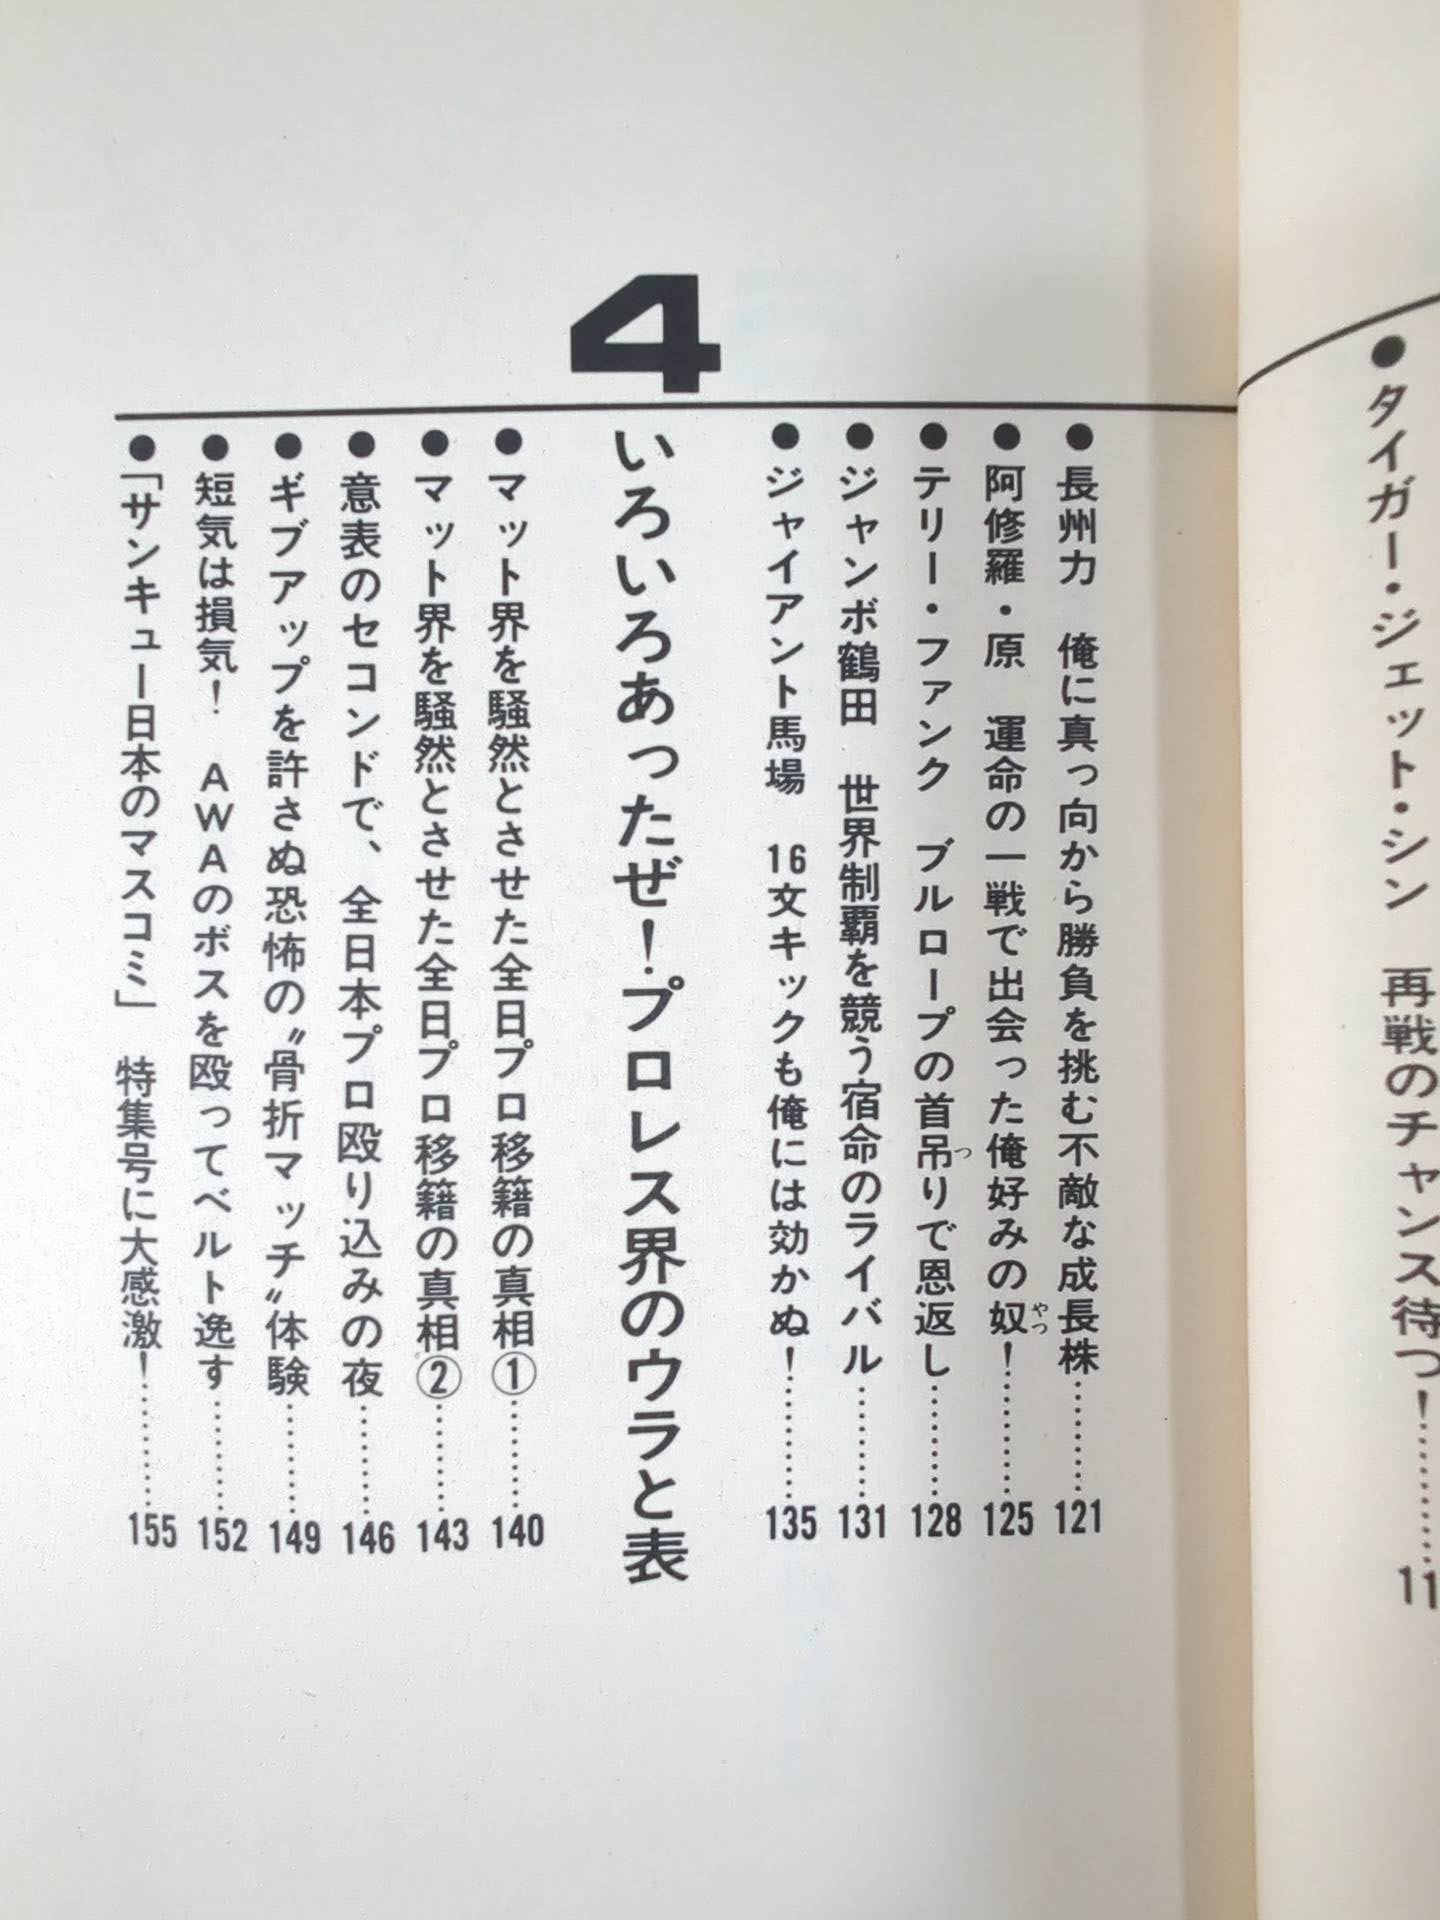 ●タイガー・ジェット・シン　再戦のチャンス待つ！………11
●長州力　俺に真っ向から勝負を挑む不敵な成長株………121
●阿修羅・原　運命の一戦で出会った俺好みの奴！………125
やつ
●テリー・ファンク　ブルロープの首吊りで恩返し………128
つ
●ジャンボ鶴田　世界制覇を競う宿命のライバル………131
●ジャイアント馬場　16文キックも俺には効かぬ！………135
4
いろいろあったぜ！プロレス界のウラと表
●マット界を騒然とさせた全日プロ移籍の真相①………140
●マット界を騒然とさせた全日プロ移籍の真相②………143
●意表のセコンドで、全日本プロ殴り込みの夜………146
●ギブアップを許さぬ恐怖の〝骨折マッチ〟体験………149
●短気は損気！　AWAのボスを殴ってベルト逸す………152
●「サンキュー日本のマスコミ」　特集号に大感激！………155